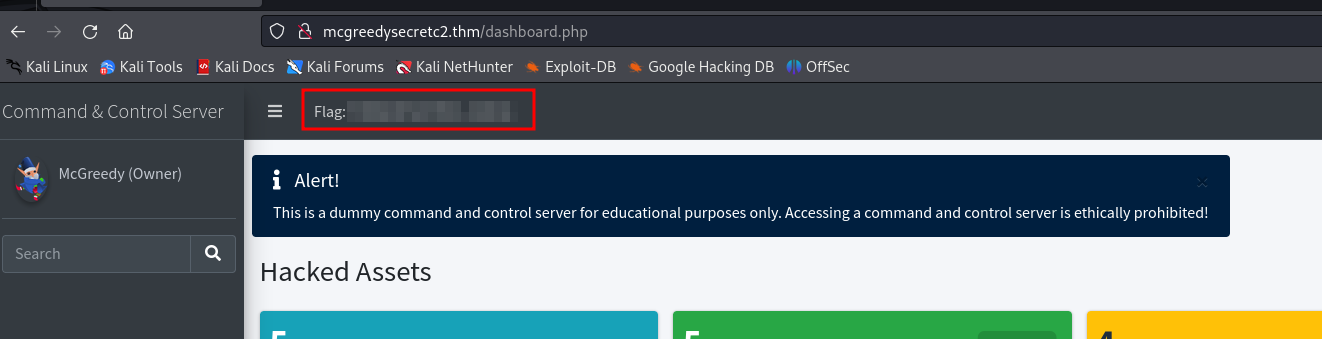 mcgreedysecretc2.thm/dashboard.php
Kali Linux Kali Tools Kali Docs Kali Forums Kali NetHunter Exploit-DB Google Hacking DB OffSec
Command & Control Server
Flag:
McGreedy (Owner)
Alert!
This is a dummy command and control server for educational purposes only. Accessing a command and control server is ethically prohibited!
Search
Hacked Assets